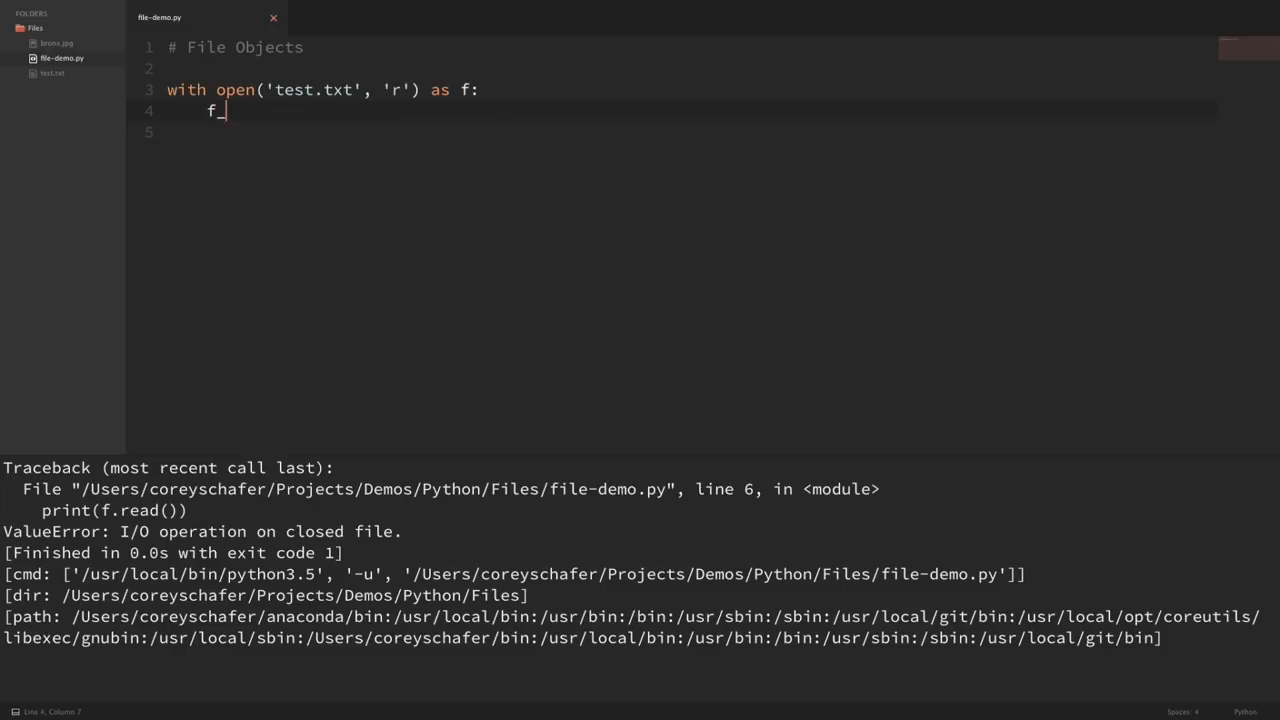 FOLDERS
Files
bronx.jpg
file-demo.py
test.txt
file-demo.py
1 # File Objects
2
3 with open('test.txt', 'r') as f:
4 f_
5
Traceback (most recent call last):
File "/Users/coreyschafer/Projects/Demos/Python/Files/file-demo.py", line 6, in <module>
print(f.read())
ValueError: I/O operation on closed file.
[Finished in 0.0s with exit code 1]
[cmd: ['/usr/local/bin/python3.5', '-u', '/Users/coreyschafer/Projects/Demos/Python/Files/file-demo.py']]
[dir: /Users/coreyschafer/Projects/Demos/Python/Files]
[path: /Users/coreyschafer/anaconda/bin:/usr/local/bin:/usr/bin:/bin:/usr/sbin:/sbin:/usr/local/git/bin:/usr/local/opt/coreutils/
libexec/gnubin:/usr/local/sbin:/Users/coreyschafer/bin:/usr/local/bin:/usr/bin:/bin:/usr/sbin:/sbin:/usr/local/git/bin]
Line 4, Column 7
Spaces: 4
Python